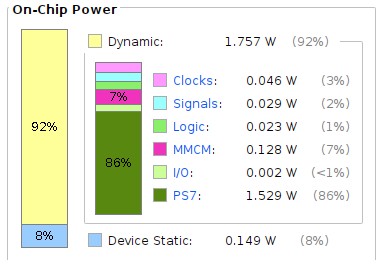 On-Chip Power
Dynamic: 1.757 W (92%)
92%
Clocks: 0.046 W (3%)
Signals: 0.029 W (2%)
Logic: 0.023 W (1%)
7%
MMCM: 0.128 W (7%)
I/O: 0.002 W (<1%)
86%
PS7: 1.529 W (86%)
8%
Device Static: 0.149 W (8%)